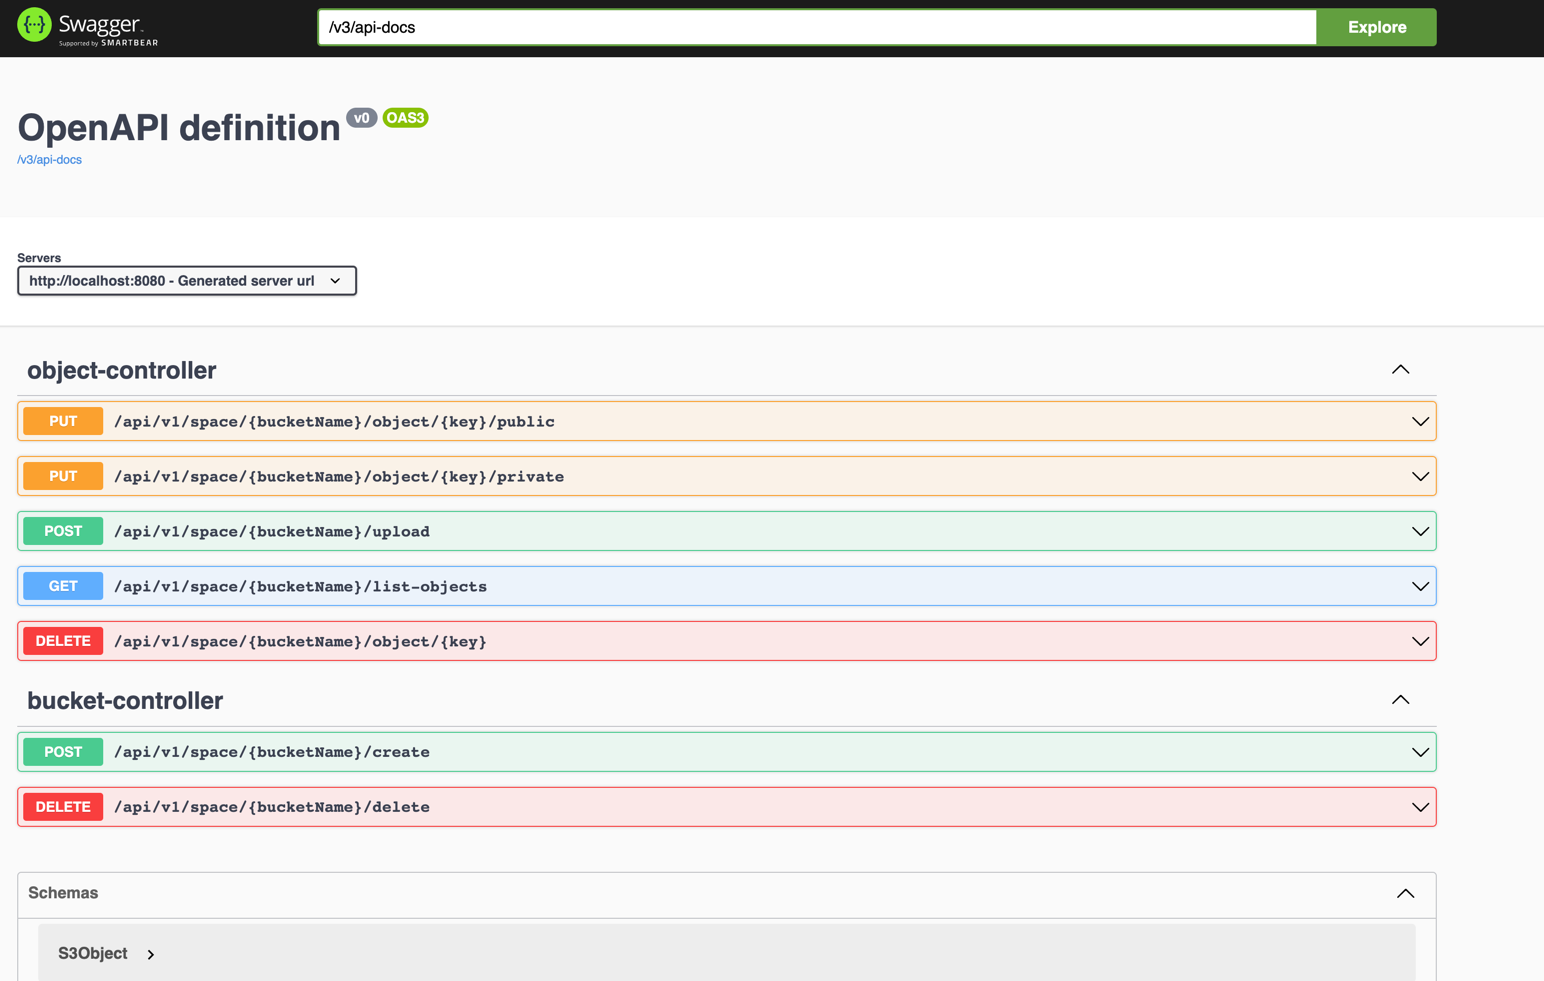 {···} Swagger.
Supported by SMARTBEAR
/v3/api-docs
Explore
OpenAPI definition v0 OAS3
/v3/api-docs
Servers
http://localhost:8080 - Generated server url
object-controller
PUT /api/v1/space/{bucketName}/object/{key}/public
PUT /api/v1/space/{bucketName}/object/{key}/private
POST /api/v1/space/{bucketName}/upload
GET /api/v1/space/{bucketName}/list-objects
DELETE /api/v1/space/{bucketName}/object/{key}
bucket-controller
POST /api/v1/space/{bucketName}/create
DELETE /api/v1/space/{bucketName}/delete
Schemas
S3Object